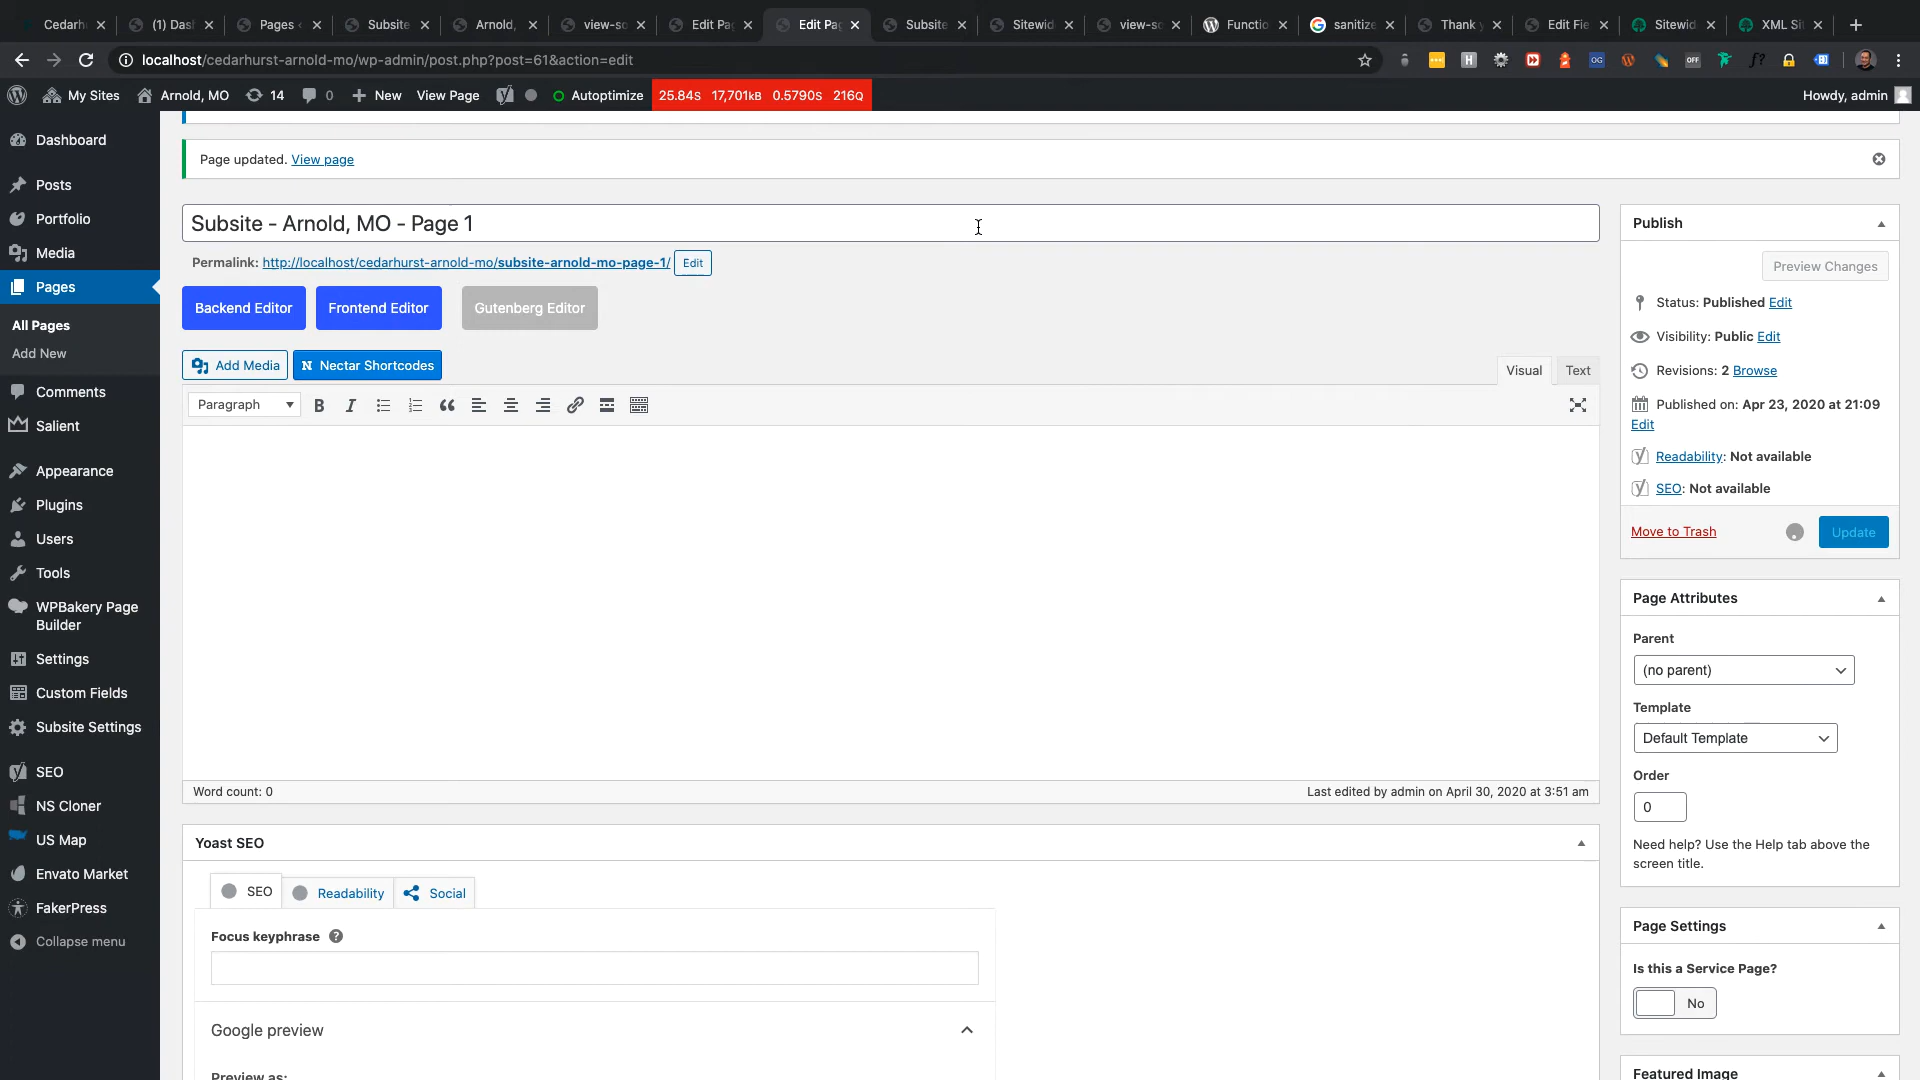 Cedarh
(1) Das
Pages <
Subsite
Arnold,
view-so
Edit Pa
Edit Pa
Subsite
Sitewid
view-so
Functio
sanitize
Thank y
Edit Fie
Sitewid
XML Si
localhost/cedarhurst-arnold-mo/wp-admin/post.php?post=61&action=edit
My Sites
Arnold, MO
14
0
New
View Page
Autoptimize
25.84s 17,701kB 0.5790s 216Q
Howdy, admin
Dashboard
Posts
Portfolio
Media
Pages
All Pages
Add New
Comments
Salient
Appearance
Plugins
Users
Tools
WPBakery Page
Builder
Settings
Custom Fields
Subsite Settings
SEO
NS Cloner
US Map
Envato Market
FakerPress
Collapse menu
Page updated. View page
Subsite - Arnold, MO - Page 1
Permalink: http://localhost/cedarhurst-arnold-mo/subsite-arnold-mo-page-1/ Edit
Backend Editor
Frontend Editor
Gutenberg Editor
Add Media
Nectar Shortcodes
Visual
Text
Paragraph
Word count: 0
Last edited by admin on April 30, 2020 at 3:51 am
Yoast SEO
SEO
Readability
Social
Focus keyphrase
Google preview
Preview as:
Publish
Preview Changes
Status: Published Edit
Visibility: Public Edit
Revisions: 2 Browse
Published on: Apr 23, 2020 at 21:09
Edit
Readability: Not available
SEO: Not available
Move to Trash
Update
Page Attributes
Parent
(no parent)
Template
Default Template
Order
0
Need help? Use the Help tab above the
screen title.
Page Settings
Is this a Service Page?
No
Featured Image